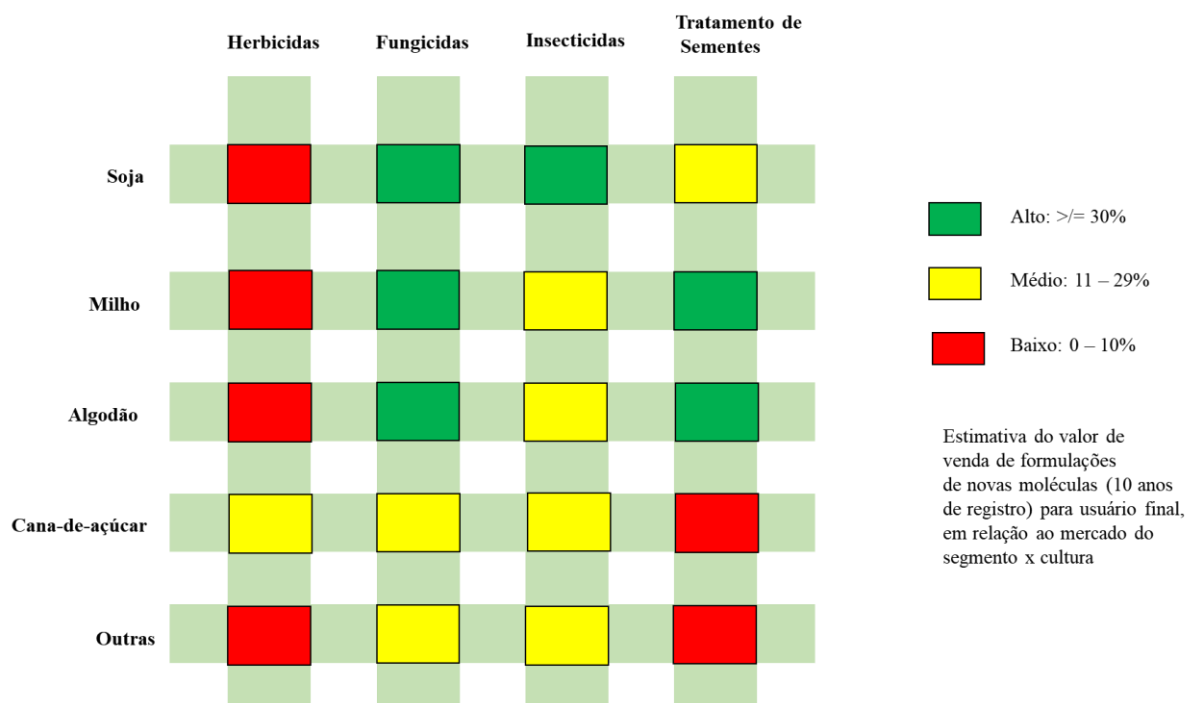 Herbicidas
Fungicidas
Insecticidas
Tratamento de
Sementes
Soja
Milho
Algodão
Cana-de-açúcar
Outras
Alto: >/= 30%
Médio: 11 – 29%
Baixo: 0 – 10%
Estimativa do valor de
venda de formulações
de novas moléculas (10 anos
de registro) para usuário final,
em relação ao mercado do
segmento x cultura